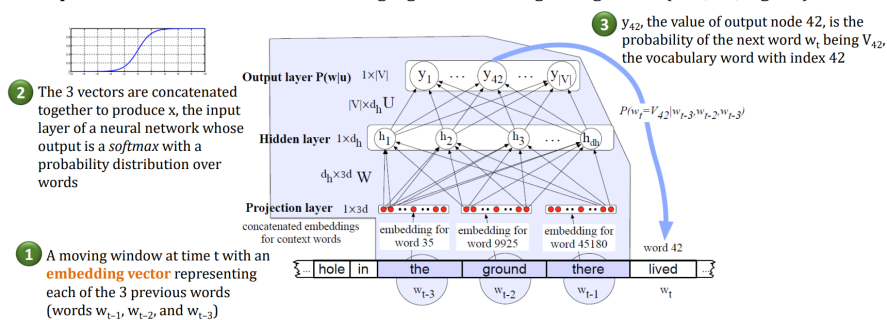 2 The 3 vectors are concatenated
together to produce x, the input
layer of a neural network whose
output is a softmax with a
probability distribution over
words
1 A moving window at time t with an
embedding vector representing
each of the 3 previous words
(words wt−1, wt−2, and wt−3)
3 y42, the value of output node 42, is the
probability of the next word wt being V42,
the vocabulary word with index 42
P(wt=V42|wt-3,wt-2,wt-3)
Output layer P(w|u) 1×|V| y1 ... y42 ... y|V|
|V|×dh U
Hidden layer 1×dh h1 h2 h3 ... hdh
dh×3d W
Projection layer 1×3d
concatenated embeddings
for context words
embedding for
word 35
embedding for
word 9925
embedding for
word 45180
word 42
... hole in the ground there lived ...
wt-3 wt-2 wt-1 wt